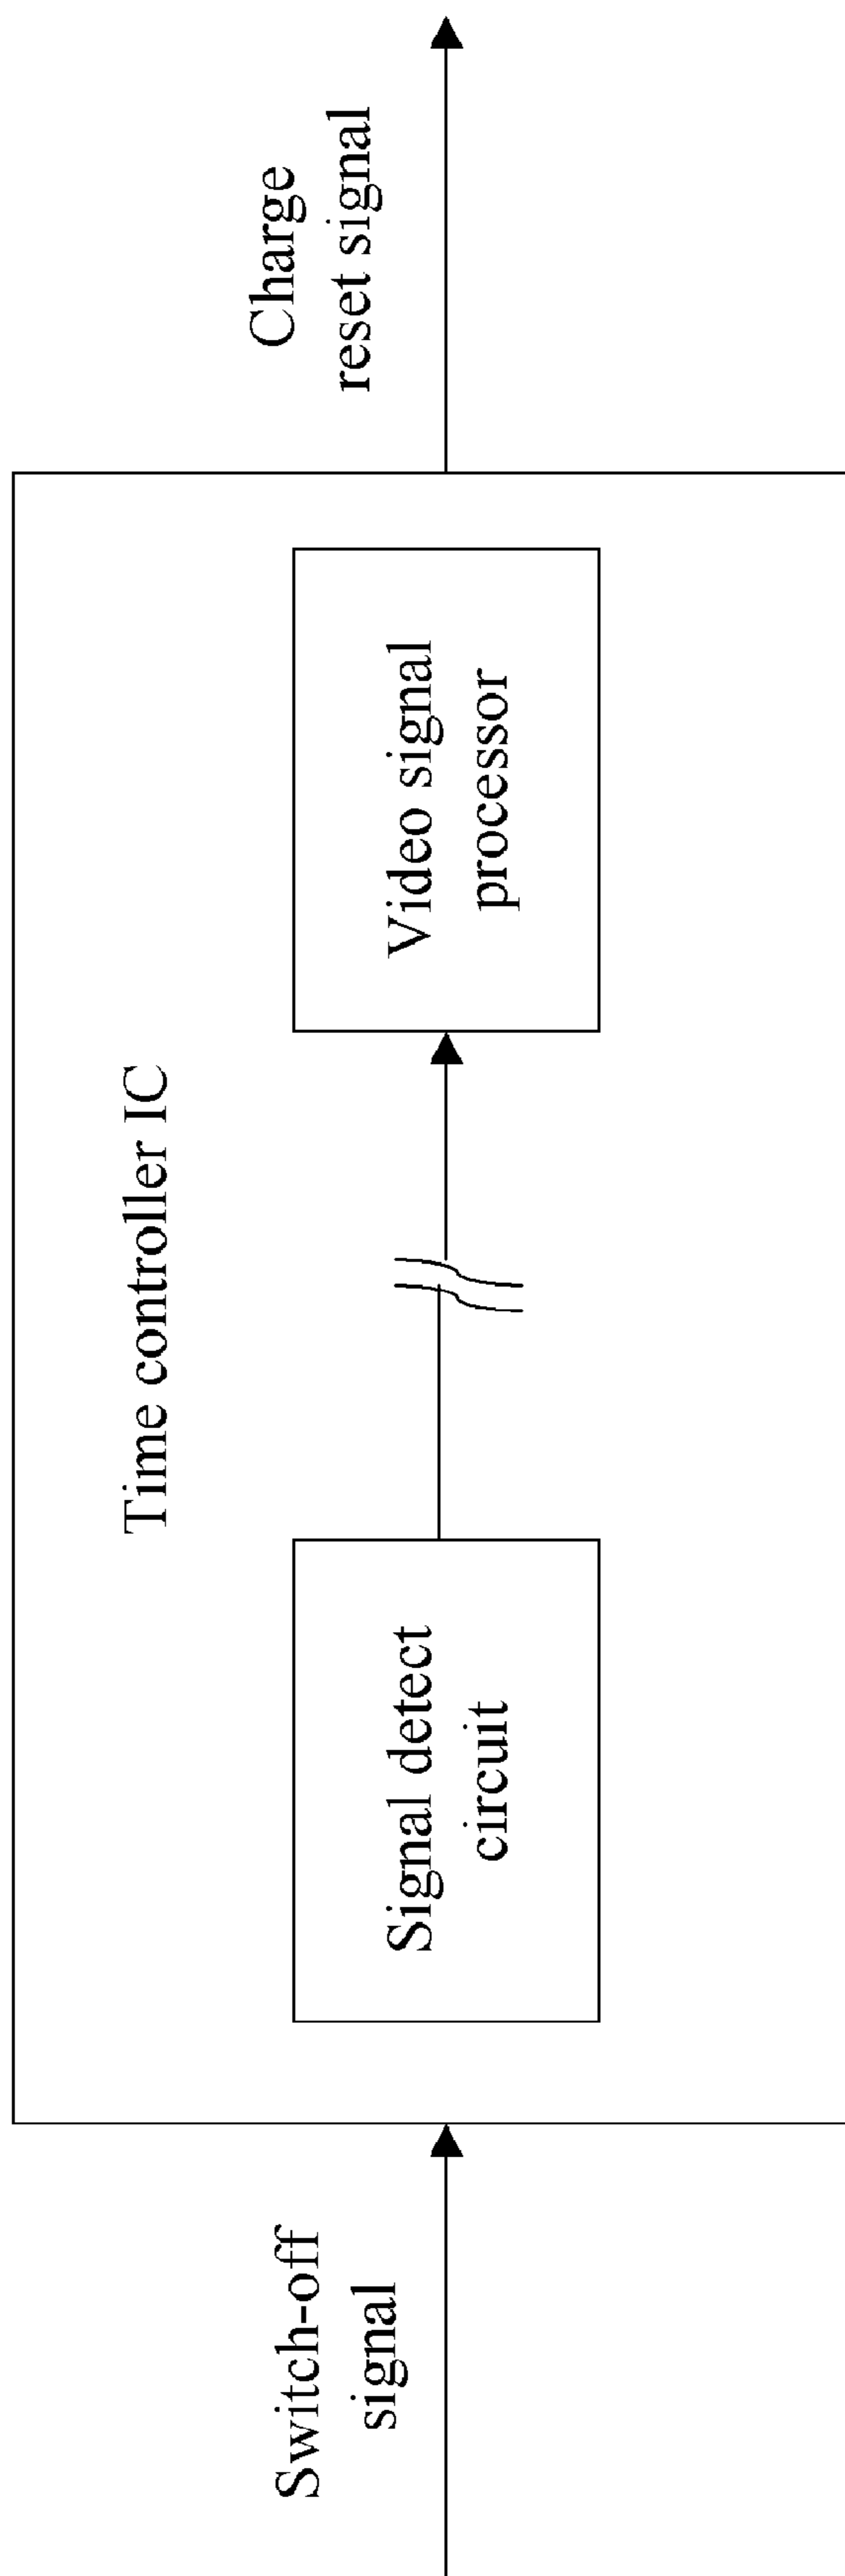 Time controller IC
Switch-off
signal
Signal detect
circuit
Video signal
processor
Charge
reset signal